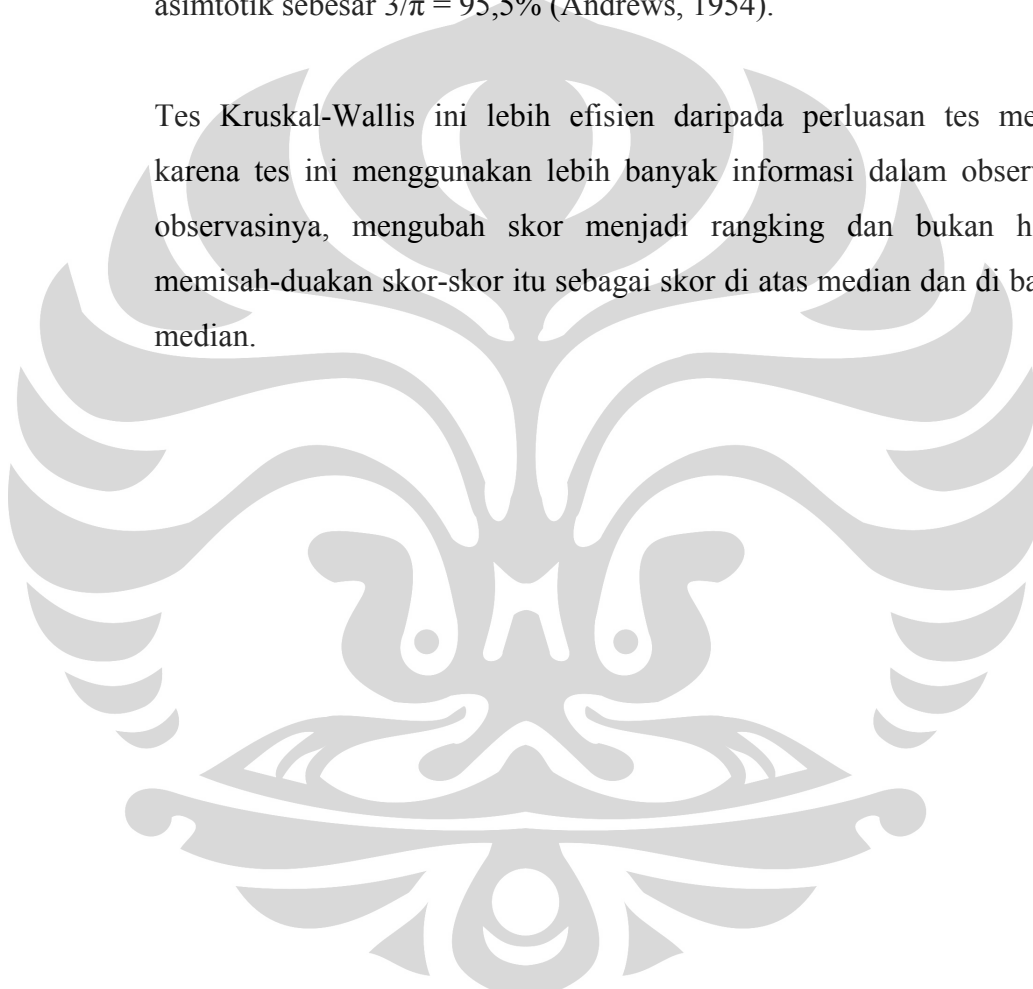 asimtotik sebesar 3/π = 95,5% (Andrews, 1954).
Tes Kruskal-Wallis ini lebih efisien daripada perluasan tes me
karena tes ini menggunakan lebih banyak informasi dalam obser
observasinya, mengubah skor menjadi rangking dan bukan h
memisah-duakan skor-skor itu sebagai skor di atas median dan di ba
median.